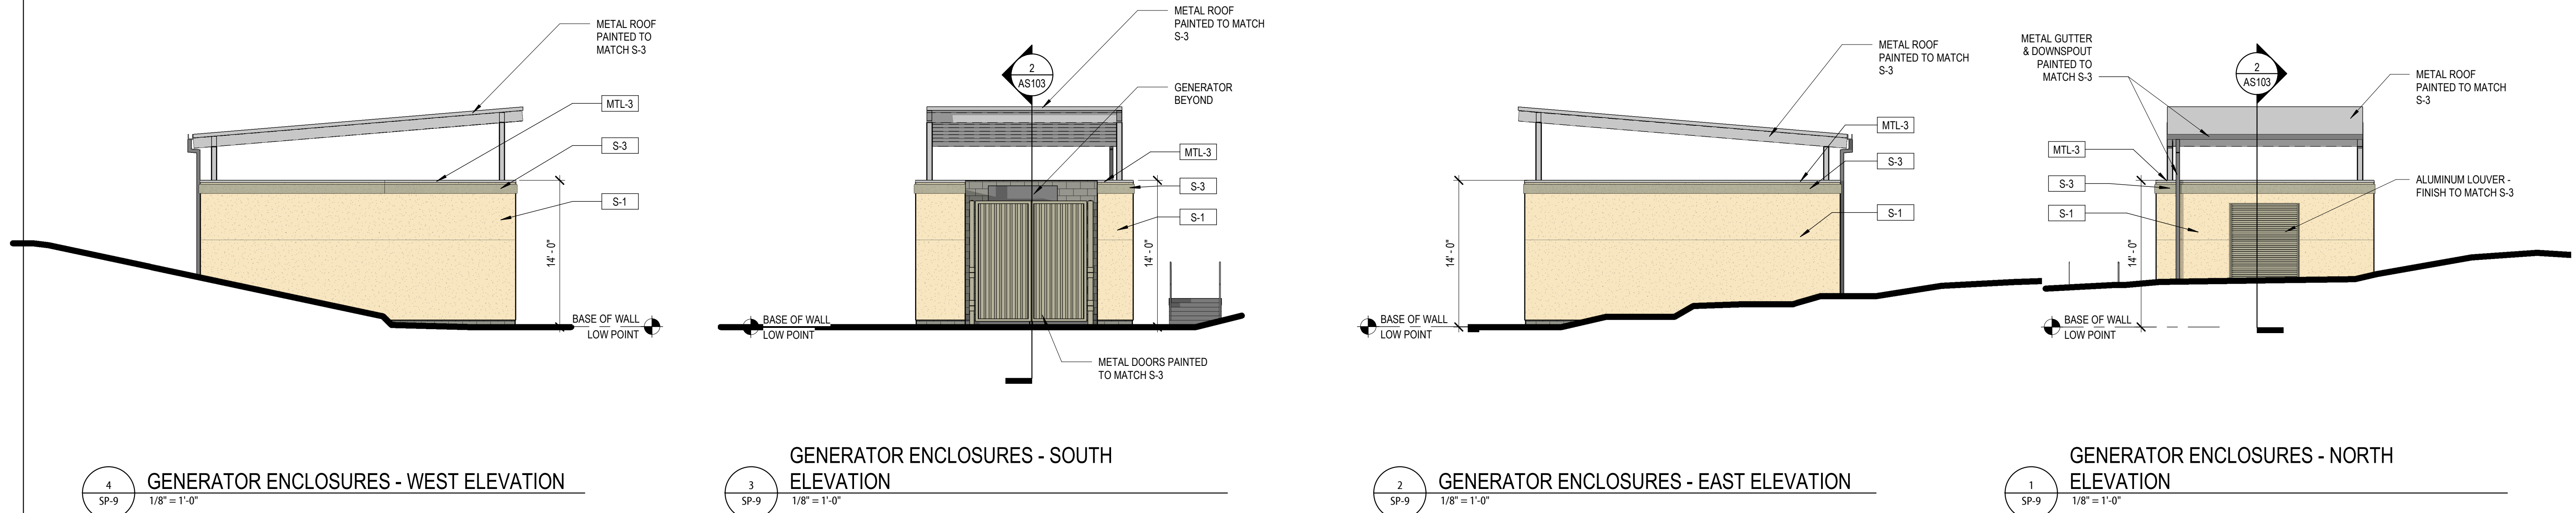 METAL ROOF
PAINTED TO
MATCH S-3
MTL-3
S-3
S-1
14' - 0"
BASE OF WALL
LOW POINT
4
SP-9
GENERATOR ENCLOSURES - WEST ELEVATION
1/8" = 1'-0"
METAL ROOF
PAINTED TO MATCH
S-3
2
AS103
GENERATOR
BEYOND
MTL-3
S-3
S-1
14' - 0"
BASE OF WALL
LOW POINT
METAL DOORS PAINTED
TO MATCH S-3
3
SP-9
GENERATOR ENCLOSURES - SOUTH
ELEVATION
1/8" = 1'-0"
METAL ROOF
PAINTED TO MATCH
S-3
MTL-3
S-3
S-1
14' - 0"
BASE OF WALL
LOW POINT
2
SP-9
GENERATOR ENCLOSURES - EAST ELEVATION
1/8" = 1'-0"
METAL GUTTER
& DOWNSPOUT
PAINTED TO
MATCH S-3
2
AS103
METAL ROOF
PAINTED TO MATCH
S-3
MTL-3
S-3
S-1
ALUMINUM LOUVER -
FINISH TO MATCH S-3
14' - 0"
BASE OF WALL
LOW POINT
1
SP-9
GENERATOR ENCLOSURES - NORTH
ELEVATION
1/8" = 1'-0"